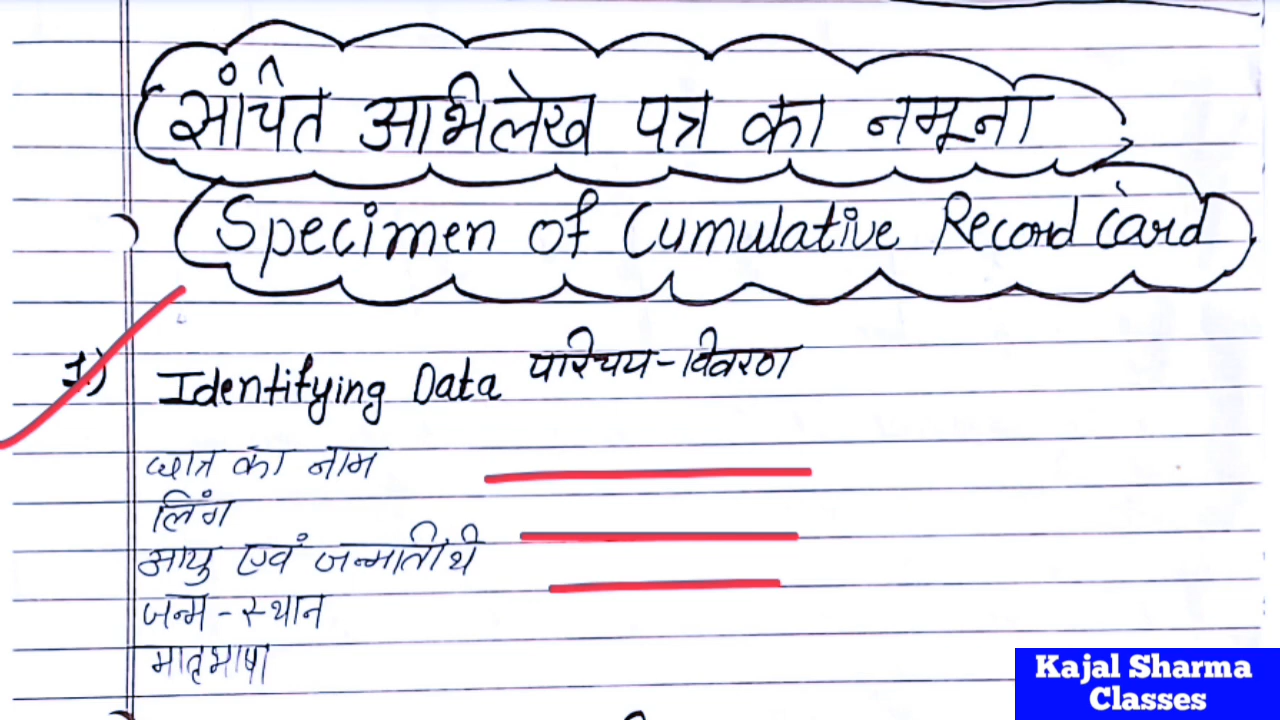 संचित अभिलेख पत्र का नमूना
Specimen of Cumulative Record Card
1) Identifying Data परिचय-विवरण
छात्र का नाम
लिंग
आयु एवं जन्मतिथि
जन्म-स्थान
मातृभाषा
Kajal Sharma
Classes